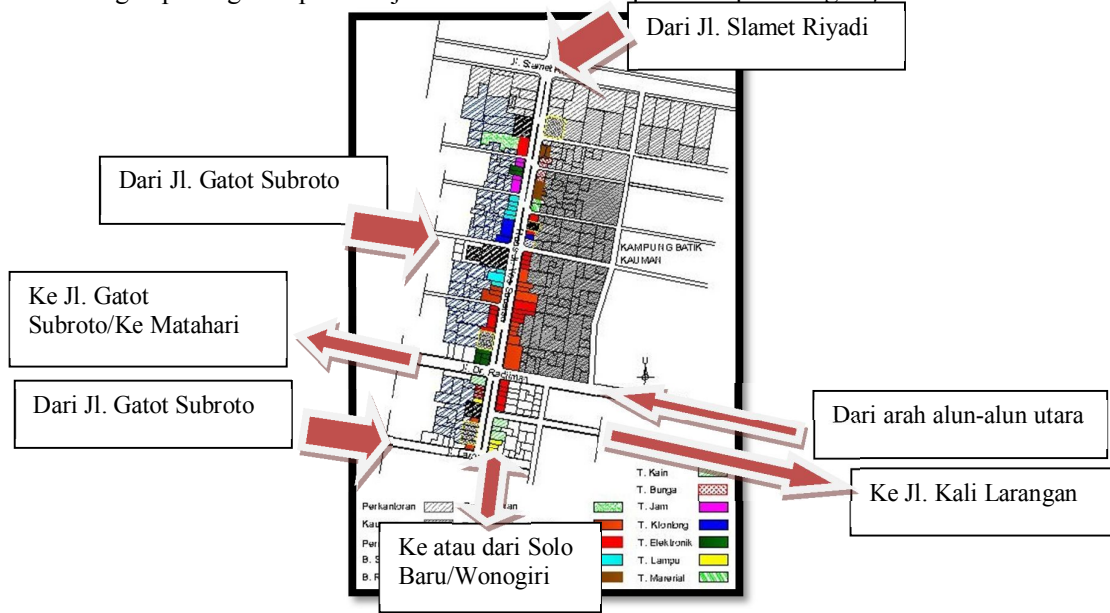 Dari Jl. Slamet Riyadi
Jl. Slamet
Dari Jl. Gatot Subroto
KAMPUNG BATIK
KAUMAN
Ke Jl. Gatot
Subroto/Ke Matahari
Jl. Dr. Radjiman
U
Dari Jl. Gatot Subroto
Dari arah alun-alun utara
Ke Jl. Kali Larangan
Ke atau dari Solo
Baru/Wonogiri
Perkantoran
T. Kain
T. Bunga
T. Jam
T. Klontong
T. Elektronik
T. Lampu
T. Material